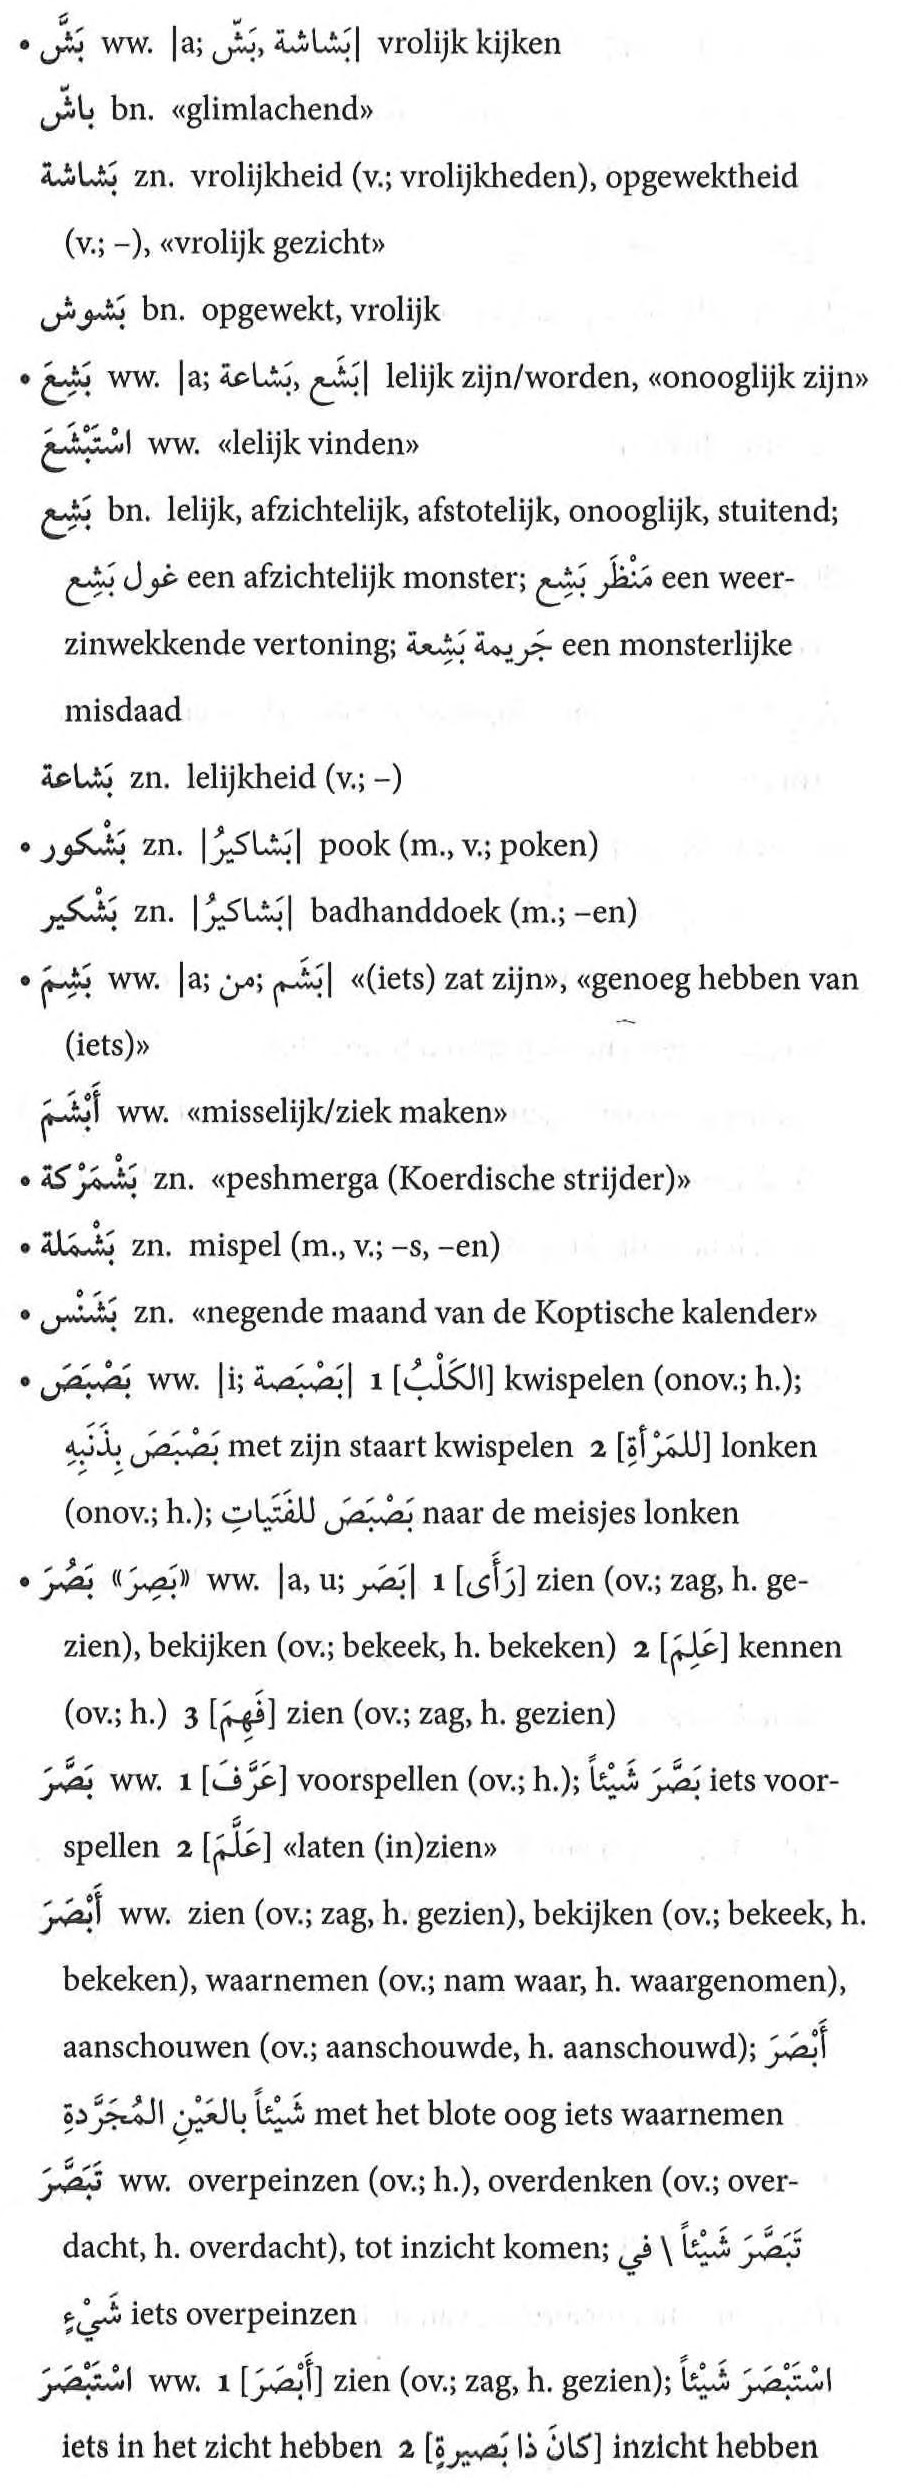 • بَشَّ ww. |a; بَشّ, بَشاشة| vrolijk kijken
باشّ bn. «glimlachend»
بَشاشة zn. vrolijkheid (v.; vrolijkheden), opgewektheid
(v.; –), «vrolijk gezicht»
بَشوش bn. opgewekt, vrolijk
• بَشِعَ ww. |a; بَشاعة, بَشَع| lelijk zijn/worden, «onooglijk zijn»
اسْتَبْشَعَ ww. «lelijk vinden»
بَشِع bn. lelijk, afzichtelijk, afstotelijk, onooglijk, stuitend;
غول بَشِع een afzichtelijk monster; مَنْظَر بَشِع een weer-
zinwekkende vertoning; جَريمة بَشِعة een monsterlijke
misdaad
بَشاعة zn. lelijkheid (v.; –)
• بَشْكور zn. |بَشاكيرُ| pook (m., v.; poken)
بَشْكير zn. |بَشاكيرُ| badhanddoek (m.; –en)
• بَشِمَ ww. |a; من; بَشَم| «(iets) zat zijn», «genoeg hebben van
(iets)»
أَبْشَمَ ww. «misselijk/ziek maken»
• بَشْمَرْكة zn. «peshmerga (Koerdische strijder)»
• بَشْمَلة zn. mispel (m., v.; –s, –en)
• بَشَنْس zn. «negende maand van de Koptische kalender»
• بَصْبَصَ ww. |i; بَصْبَصة| 1 [الكَلْبُ] kwispelen (onov.; h.);
بَصْبَصَ بِذَنَبِهِ met zijn staart kwispelen 2 [للمَرْأةِ] lonken
(onov.; h.); بَصْبَصَ للفَتَياتِ naar de meisjes lonken
• بَصُرَ «بَصِرَ» ww. |a, u; بَصَر| 1 [رَأَى] zien (ov.; zag, h. ge-
zien), bekijken (ov.; bekeek, h. bekeken) 2 [عَلِمَ] kennen
(ov.; h.) 3 [فَهِمَ] zien (ov.; zag, h. gezien)
بَصَّرَ ww. 1 [عَرَّفَ] voorspellen (ov.; h.); بَصَّرَ شَيْئاً iets voor-
spellen 2 [عَلَّمَ] «laten (in)zien»
أَبْصَرَ ww. zien (ov.; zag, h. gezien), bekijken (ov.; bekeek, h.
bekeken), waarnemen (ov.; nam waar, h. waargenomen),
aanschouwen (ov.; aanschouwde, h. aanschouwd); أَبْصَرَ
شَيْئاً بِالعَيْنِ المُجَرَّدةِ met het blote oog iets waarnemen
تَبَصَّرَ ww. overpeinzen (ov.; h.), overdenken (ov.; over-
dacht, h. overdacht), tot inzicht komen; تَبَصَّرَ شَيْئاً \ في
شَيْءٍ iets overpeinzen
اسْتَبْصَرَ ww. 1 [أَبْصَرَ] zien (ov.; zag, h. gezien); اسْتَبْصَرَ شَيْئاً
iets in het zicht hebben 2 [كانَ ذا بَصيرةٍ] inzicht hebben